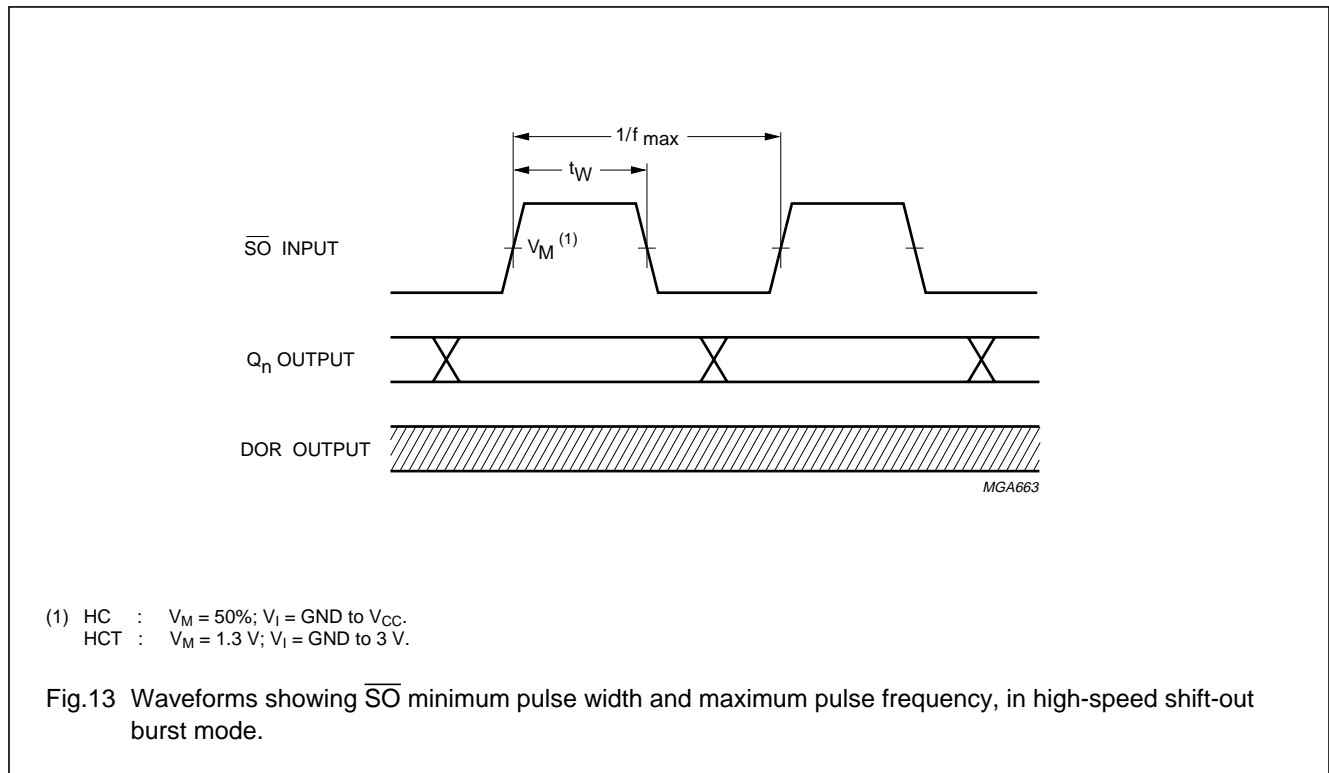 1/f max
tW
SO INPUT
VM (1)
Qn OUTPUT
DOR OUTPUT
MGA663
(1) HC : VM = 50%; VI = GND to VCC.
HCT : VM = 1.3 V; VI = GND to 3 V.
Fig.13 Waveforms showing SO minimum pulse width and maximum pulse frequency, in high-speed shift-out
burst mode.